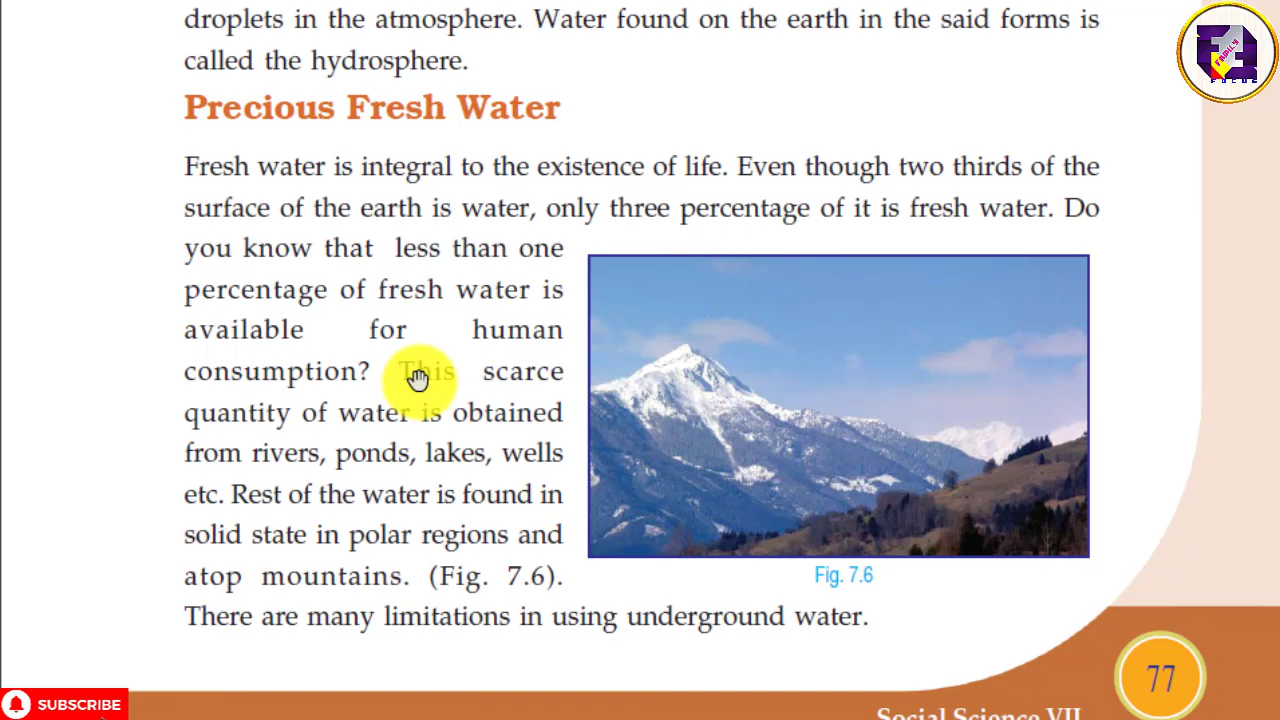 droplets in the atmosphere. Water found on the earth in the said forms is
called the hydrosphere.
Precious Fresh Water
Fresh water is integral to the existence of life. Even though two thirds of the
surface of the earth is water, only three percentage of it is fresh water. Do
you know that less than one
percentage of fresh water is
available for human
consumption? This scarce
quantity of water is obtained
from rivers, ponds, lakes, wells
etc. Rest of the water is found in
solid state in polar regions and
atop mountains. (Fig. 7.6).
There are many limitations in using underground water.
Fig. 7.6
77
Social Science VII
FAMILY
FOCUS
SUBSCRIBE